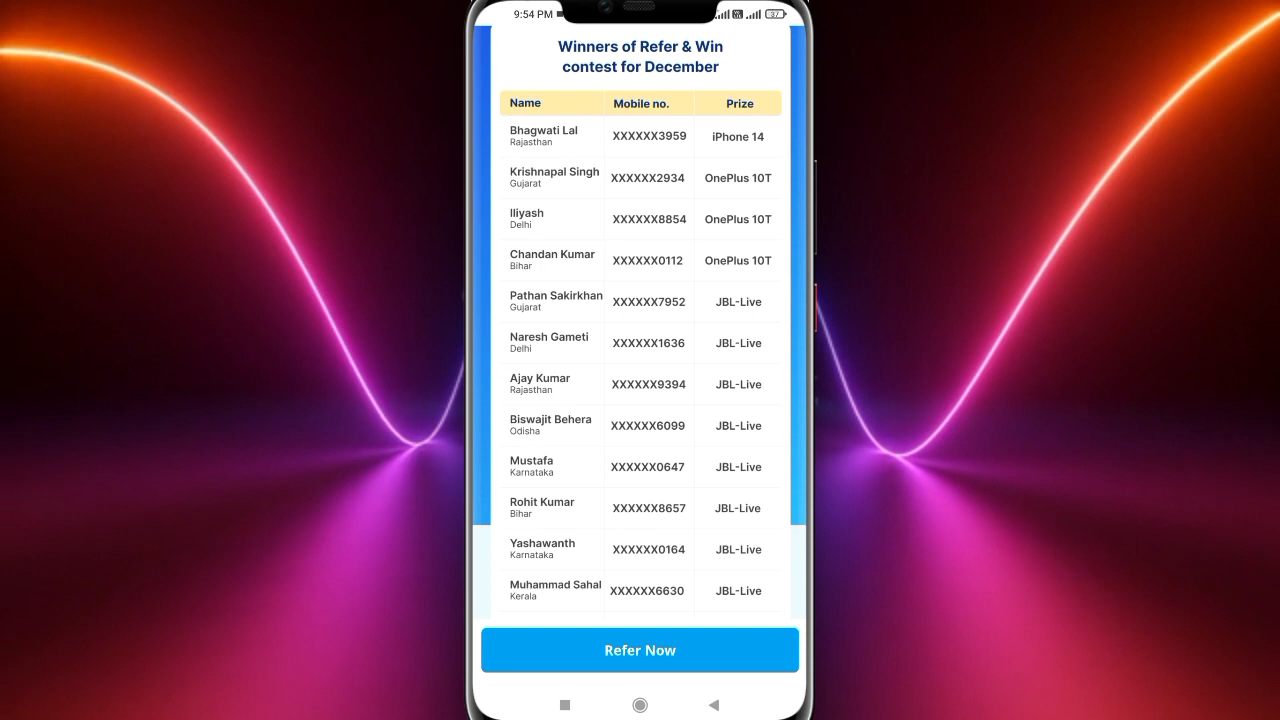 9:54 PM
37
Winners of Refer & Win
contest for December
Name Mobile no. Prize
Bhagwati Lal XXXXXX3959 iPhone 14
Rajasthan
Krishnapal Singh XXXXXX2934 OnePlus 10T
Gujarat
Iliyash XXXXXX8854 OnePlus 10T
Delhi
Chandan Kumar XXXXXX0112 OnePlus 10T
Bihar
Pathan Sakirkhan XXXXXX7952 JBL-Live
Gujarat
Naresh Gameti XXXXXX1636 JBL-Live
Delhi
Ajay Kumar XXXXXX9394 JBL-Live
Rajasthan
Biswajit Behera XXXXXX6099 JBL-Live
Odisha
Mustafa XXXXXX0647 JBL-Live
Karnataka
Rohit Kumar XXXXXX8657 JBL-Live
Bihar
Yashawanth XXXXXX0164 JBL-Live
Karnataka
Muhammad Sahal XXXXXX6630 JBL-Live
Kerala
Refer Now